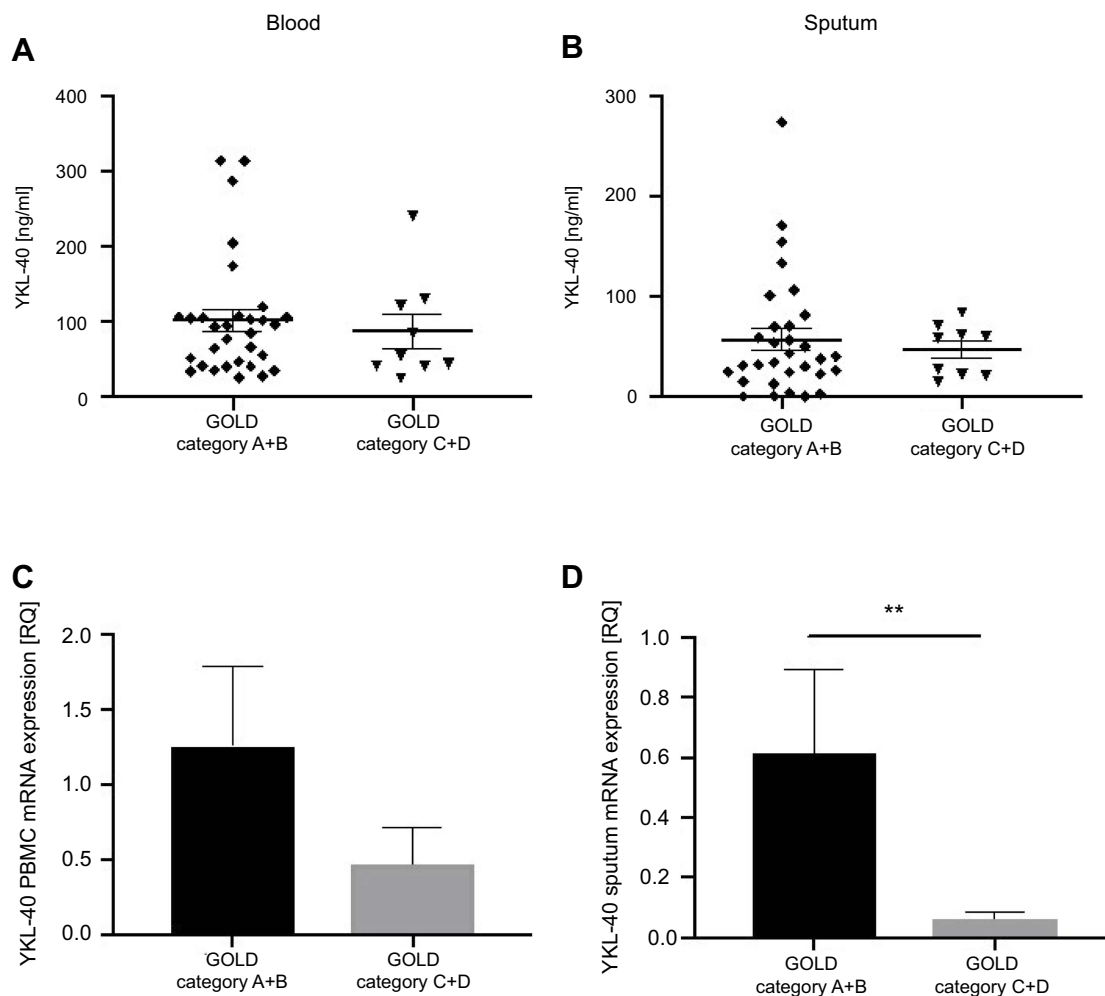 Blood
Sputum
A
B
YKL-40 [ng/ml]
400
300
200
100
0
GOLD
category A+B
GOLD
category C+D
YKL-40 [ng/ml]
300
200
100
0
GOLD
category A+B
GOLD
category C+D
C
D
YKL-40 PBMC mRNA expression [RQ]
2.0
1.5
1.0
0.5
0.0
GOLD
category A+B
GOLD
category C+D
YKL-40 sputum mRNA expression [RQ]
**
1.0
0.8
0.6
0.4
0.2
0.0
GOLD
category A+B
GOLD
category C+D